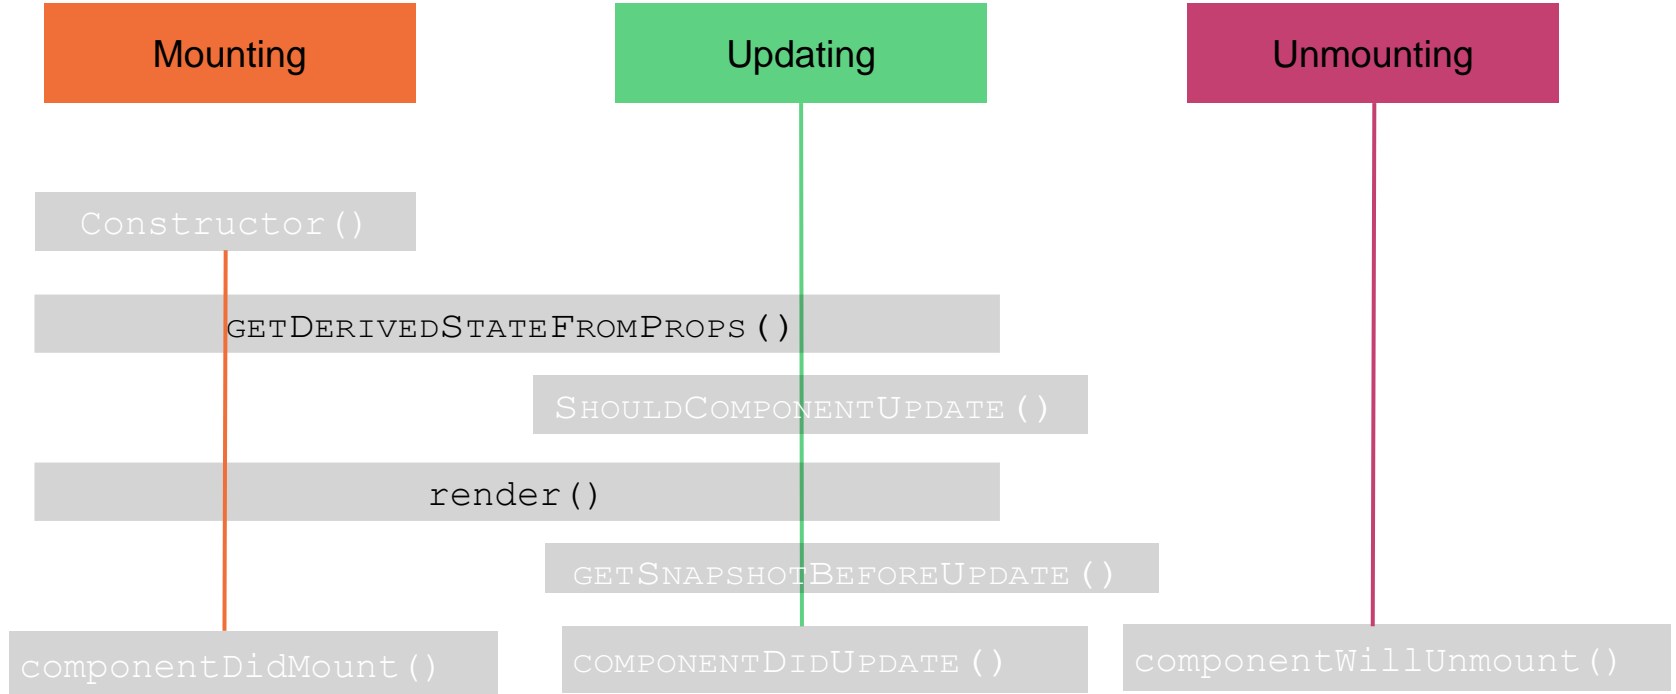 Mounting
Updating
Unmounting
Constructor()
GETDERIVEDSTATEFROMPROPS()
SHOULDCOMPONENTUPDATE()
render()
GETSNAPSHOTBEFOREUPDATE()
componentDidMount()
COMPONENTDIDUPDATE()
componentWillUnmount()